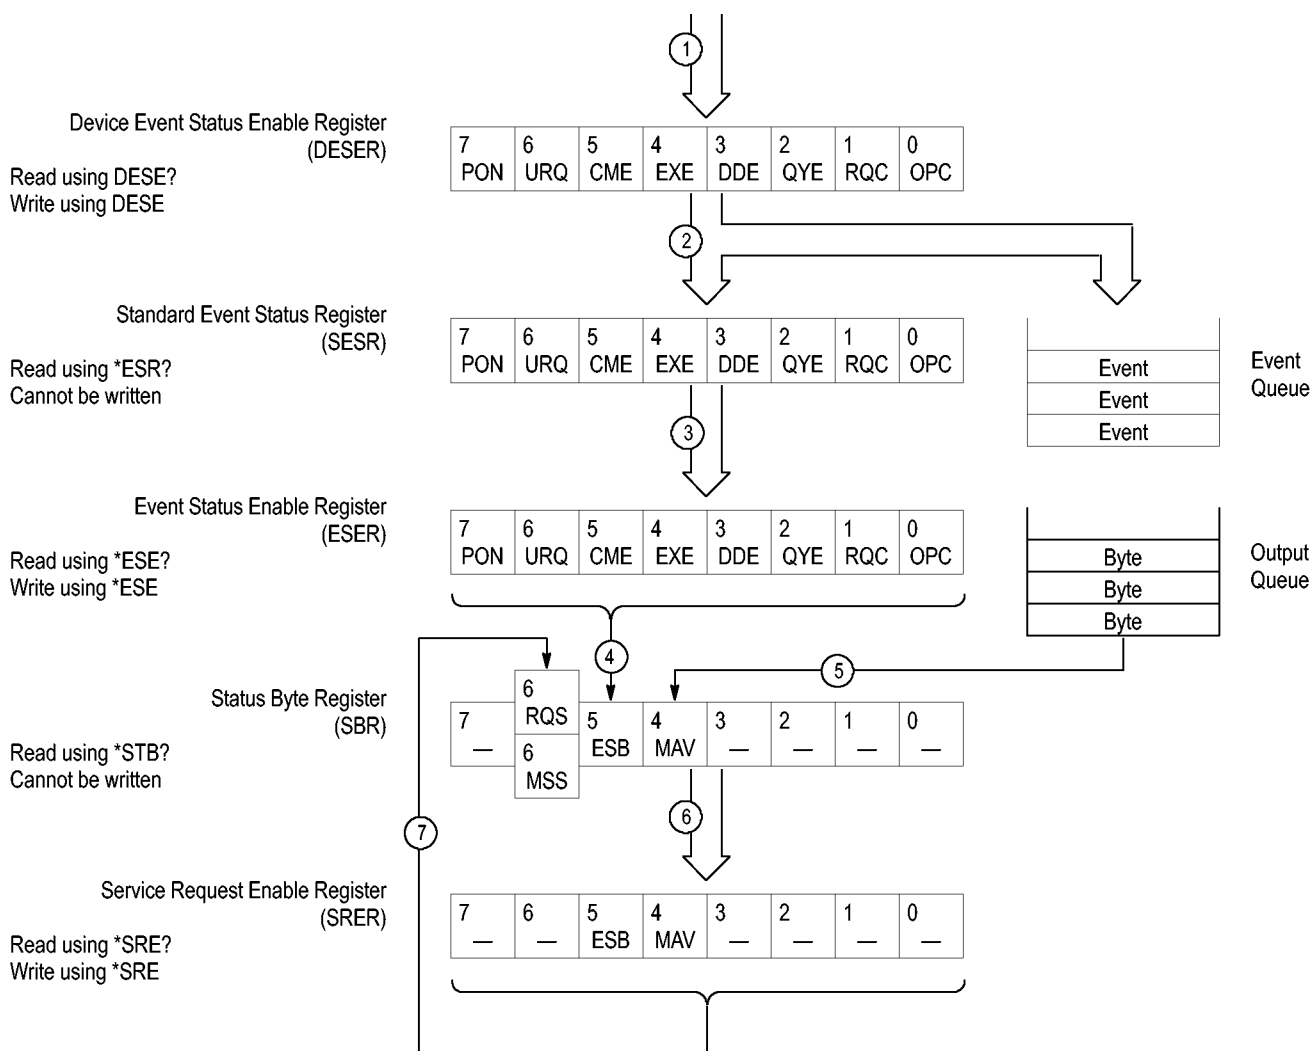 1
Device Event Status Enable Register
(DESER)
Read using DESE?
Write using DESE
7 6 5 4 3 2 1 0
PON URQ CME EXE DDE QYE RQC OPC
2
Standard Event Status Register
(SESR)
Read using *ESR?
Cannot be written
7 6 5 4 3 2 1 0
PON URQ CME EXE DDE QYE RQC OPC
Event
Event
Event
Event
Queue
3
Event Status Enable Register
(ESER)
Read using *ESE?
Write using *ESE
7 6 5 4 3 2 1 0
PON URQ CME EXE DDE QYE RQC OPC
Byte
Byte
Byte
Output
Queue
4
5
Status Byte Register
(SBR)
Read using *STB?
Cannot be written
6
RQS
7 5 4 3 2 1 0
— ESB MAV — — — —
6
MSS
6
7
Service Request Enable Register
(SRER)
Read using *SRE?
Write using *SRE
7 6 5 4 3 2 1 0
— — ESB MAV — — — —